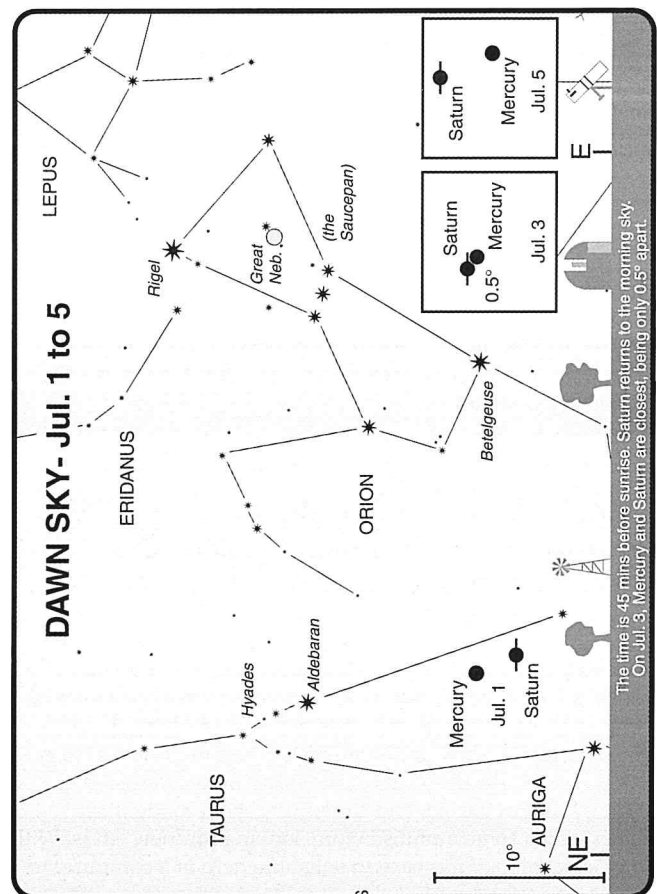 DAWN SKY- Jul. 1 to 5
LEPUS
ERIDANUS
Rigel
Great
Neb.
(the
Saucepan)
ORION
Betelgeuse
TAURUS
Hyades
Aldebaran
Mercury
Jul. 1
Saturn
AURIGA
10°
NE
E
Saturn
Mercury
0.5°
Jul. 3
Saturn
Mercury
Jul. 5
The time is 45 mins before sunrise. Saturn returns to the morning sky.
On Jul. 3, Mercury and Saturn are closest, being only 0.5° apart.
s